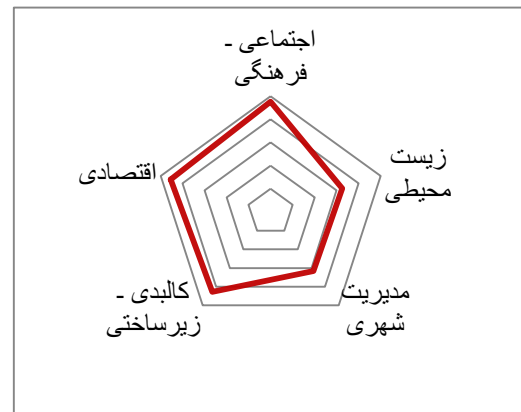 اجتماعی -
فرهنگی
زیست
محیطی
مدیریت
شهری
کالبدی -
زیرساختی
اقتصادی